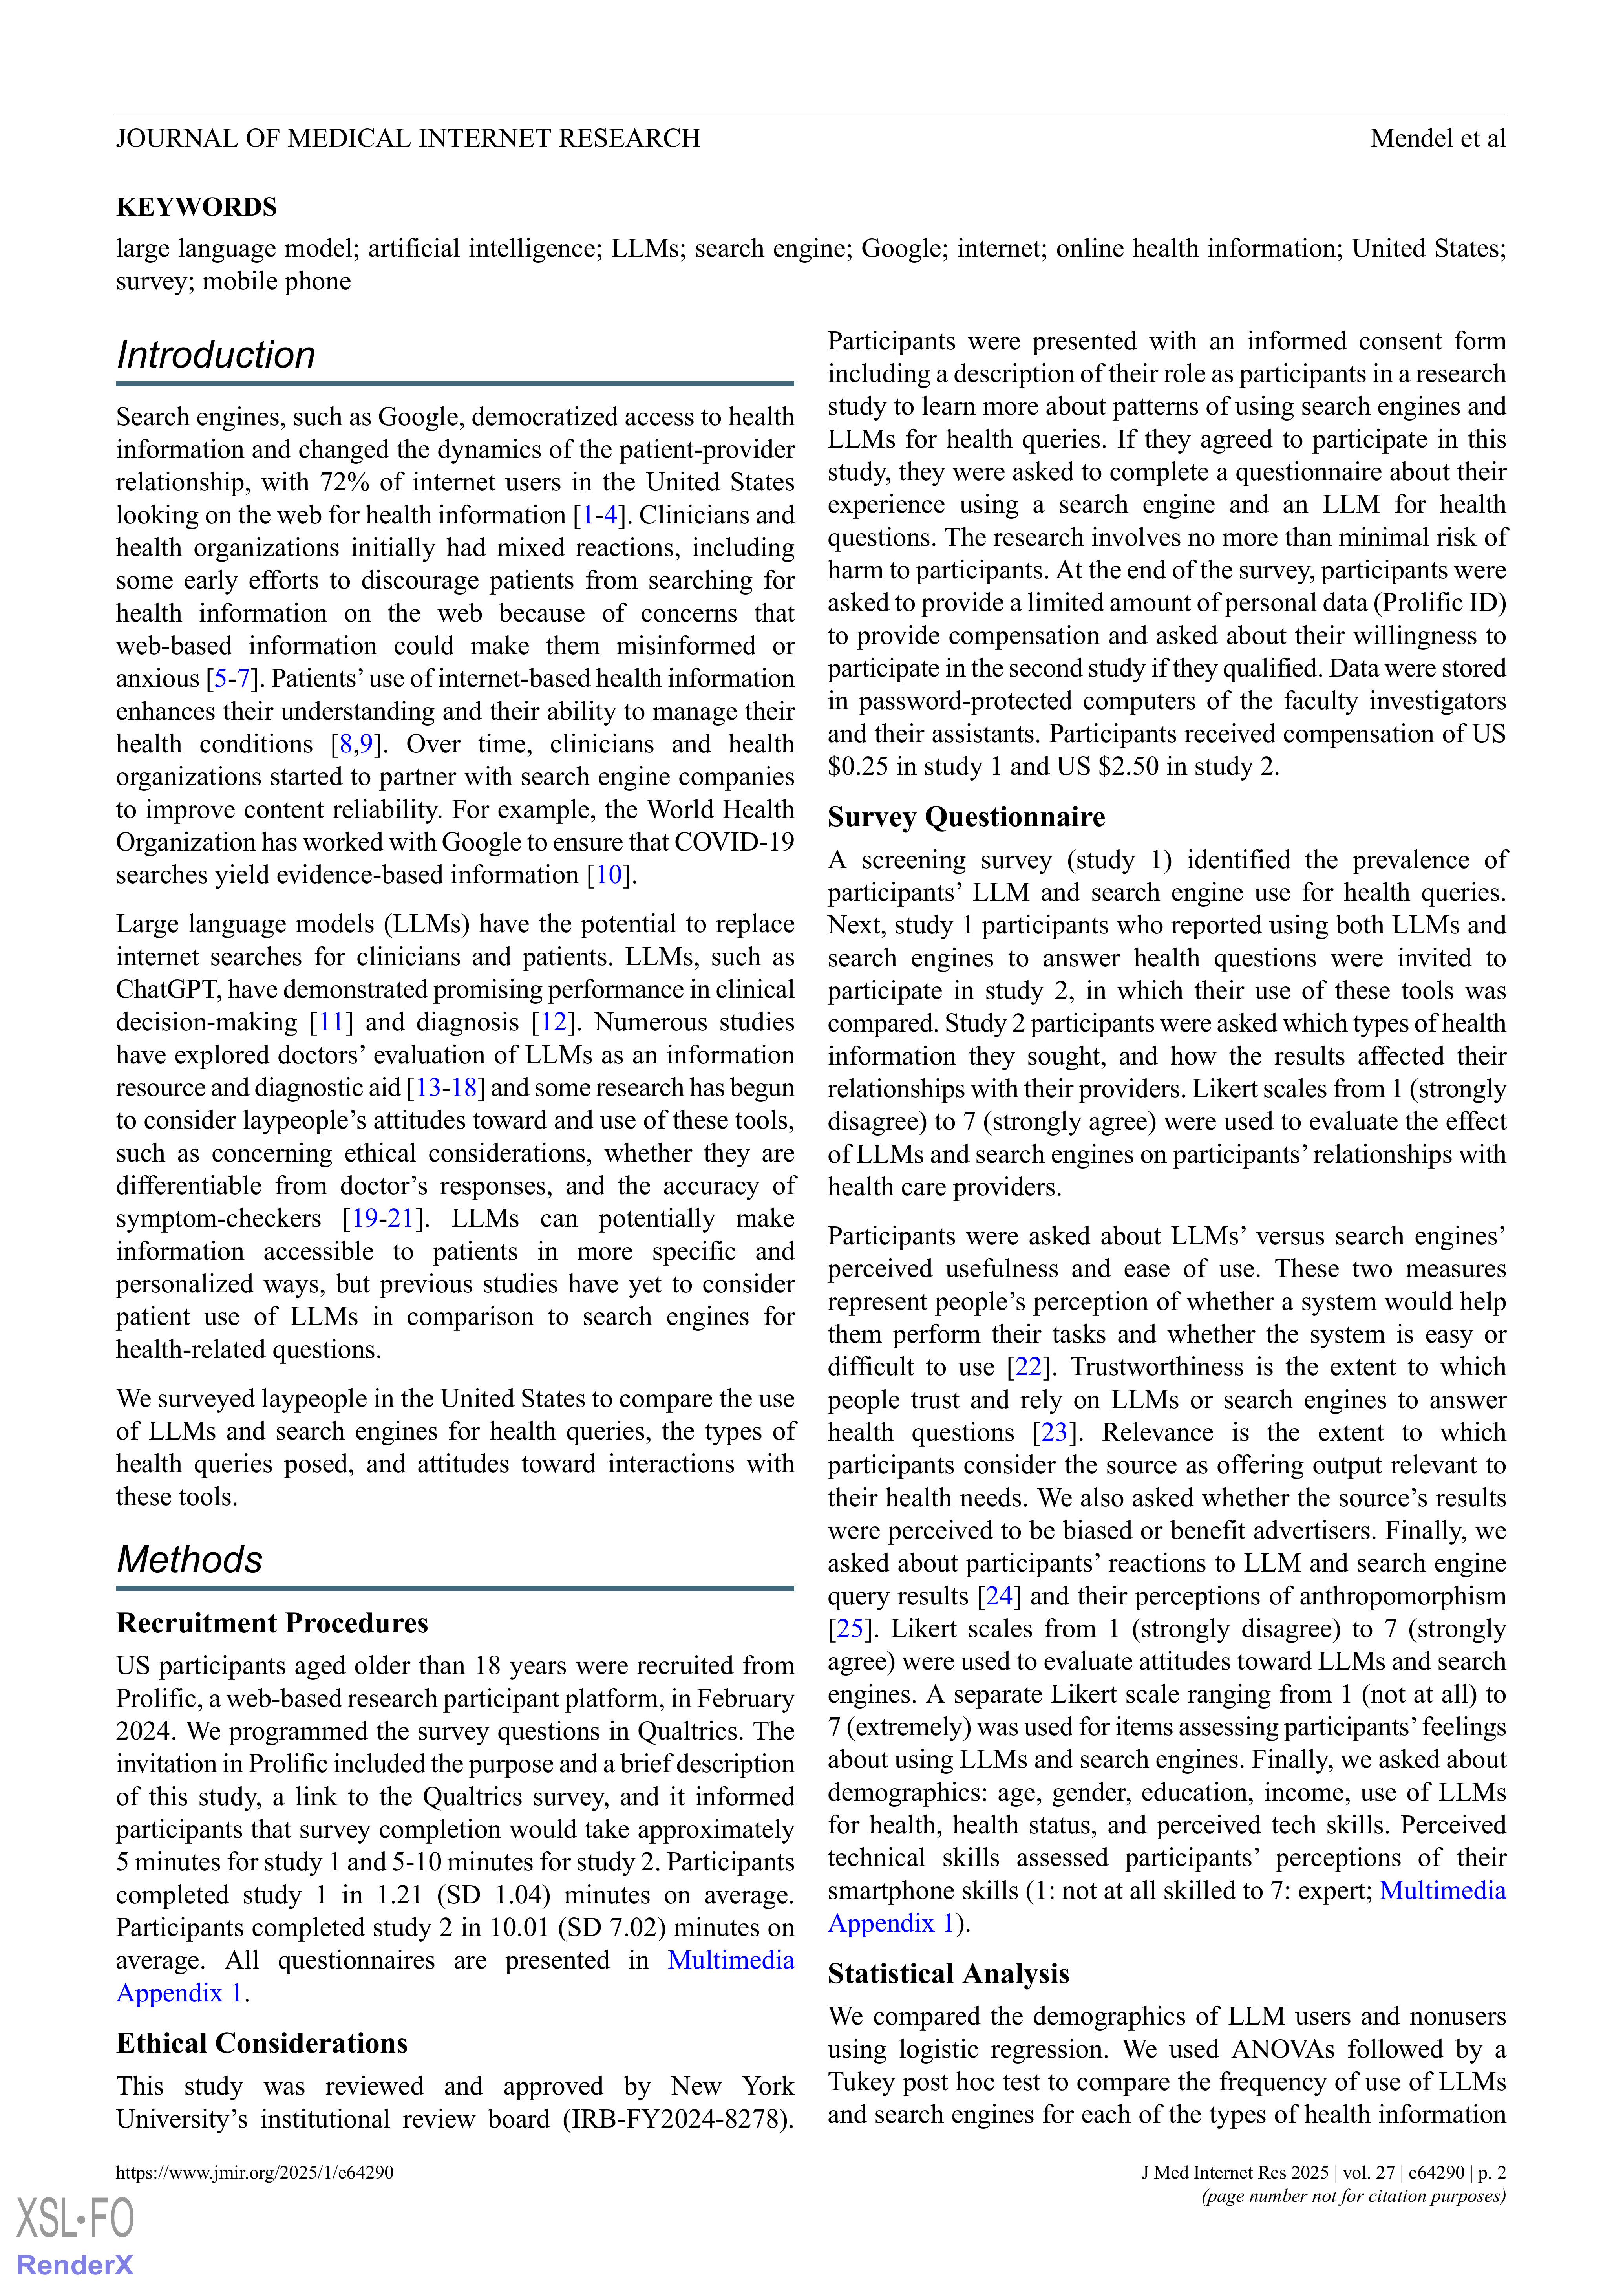 JOURNAL OF MEDICAL INTERNET RESEARCH
Mendel et al
KEYWORDS
large language model; artificial intelligence; LLMs; search engine; Google; internet; online health information; United States;
survey; mobile phone
Introduction
Search engines, such as Google, democratized access to health
information and changed the dynamics of the patient-provider
relationship, with 72% of internet users in the United States
looking on the web for health information [1-4]. Clinicians and
health organizations initially had mixed reactions, including
some early efforts to discourage patients from searching for
health information on the web because of concerns that
web-based information could make them misinformed or
anxious [5-7]. Patients’ use of internet-based health information
enhances their understanding and their ability to manage their
health conditions [8,9]. Over time, clinicians and health
organizations started to partner with search engine companies
to improve content reliability. For example, the World Health
Organization has worked with Google to ensure that COVID-19
searches yield evidence-based information [10].
Large language models (LLMs) have the potential to replace
internet searches for clinicians and patients. LLMs, such as
ChatGPT, have demonstrated promising performance in clinical
decision-making [11] and diagnosis [12]. Numerous studies
have explored doctors’ evaluation of LLMs as an information
resource and diagnostic aid [13-18] and some research has begun
to consider laypeople’s attitudes toward and use of these tools,
such as concerning ethical considerations, whether they are
differentiable from doctor’s responses, and the accuracy of
symptom-checkers [19-21]. LLMs can potentially make
information accessible to patients in more specific and
personalized ways, but previous studies have yet to consider
patient use of LLMs in comparison to search engines for
health-related questions.
We surveyed laypeople in the United States to compare the use
of LLMs and search engines for health queries, the types of
health queries posed, and attitudes toward interactions with
these tools.
Methods
Recruitment Procedures
US participants aged older than 18 years were recruited from
Prolific, a web-based research participant platform, in February
2024. We programmed the survey questions in Qualtrics. The
invitation in Prolific included the purpose and a brief description
of this study, a link to the Qualtrics survey, and it informed
participants that survey completion would take approximately
5 minutes for study 1 and 5-10 minutes for study 2. Participants
completed study 1 in 1.21 (SD 1.04) minutes on average.
Participants completed study 2 in 10.01 (SD 7.02) minutes on
average. All questionnaires are presented in Multimedia
Appendix 1.
Ethical Considerations
This study was reviewed and approved by New York
University’s institutional review board (IRB-FY2024-8278).
Participants were presented with an informed consent form
including a description of their role as participants in a research
study to learn more about patterns of using search engines and
LLMs for health queries. If they agreed to participate in this
study, they were asked to complete a questionnaire about their
experience using a search engine and an LLM for health
questions. The research involves no more than minimal risk of
harm to participants. At the end of the survey, participants were
asked to provide a limited amount of personal data (Prolific ID)
to provide compensation and asked about their willingness to
participate in the second study if they qualified. Data were stored
in password-protected computers of the faculty investigators
and their assistants. Participants received compensation of US
$0.25 in study 1 and US $2.50 in study 2.
Survey Questionnaire
A screening survey (study 1) identified the prevalence of
participants’ LLM and search engine use for health queries.
Next, study 1 participants who reported using both LLMs and
search engines to answer health questions were invited to
participate in study 2, in which their use of these tools was
compared. Study 2 participants were asked which types of health
information they sought, and how the results affected their
relationships with their providers. Likert scales from 1 (strongly
disagree) to 7 (strongly agree) were used to evaluate the effect
of LLMs and search engines on participants’ relationships with
health care providers.
Participants were asked about LLMs’ versus search engines’
perceived usefulness and ease of use. These two measures
represent people’s perception of whether a system would help
them perform their tasks and whether the system is easy or
difficult to use [22]. Trustworthiness is the extent to which
people trust and rely on LLMs or search engines to answer
health questions [23]. Relevance is the extent to which
participants consider the source as offering output relevant to
their health needs. We also asked whether the source’s results
were perceived to be biased or benefit advertisers. Finally, we
asked about participants’ reactions to LLM and search engine
query results [24] and their perceptions of anthropomorphism
[25]. Likert scales from 1 (strongly disagree) to 7 (strongly
agree) were used to evaluate attitudes toward LLMs and search
engines. A separate Likert scale ranging from 1 (not at all) to
7 (extremely) was used for items assessing participants’ feelings
about using LLMs and search engines. Finally, we asked about
demographics: age, gender, education, income, use of LLMs
for health, health status, and perceived tech skills. Perceived
technical skills assessed participants’ perceptions of their
smartphone skills (1: not at all skilled to 7: expert; Multimedia
Appendix 1).
Statistical Analysis
We compared the demographics of LLM users and nonusers
using logistic regression. We used ANOVAs followed by a
Tukey post hoc test to compare the frequency of use of LLMs
and search engines for each of the types of health information
https://www.jmir.org/2025/1/e64290
J Med Internet Res 2025 | vol. 27 | e64290 | p. 2
(page number not for citation purposes)
XSL•FO
RenderX